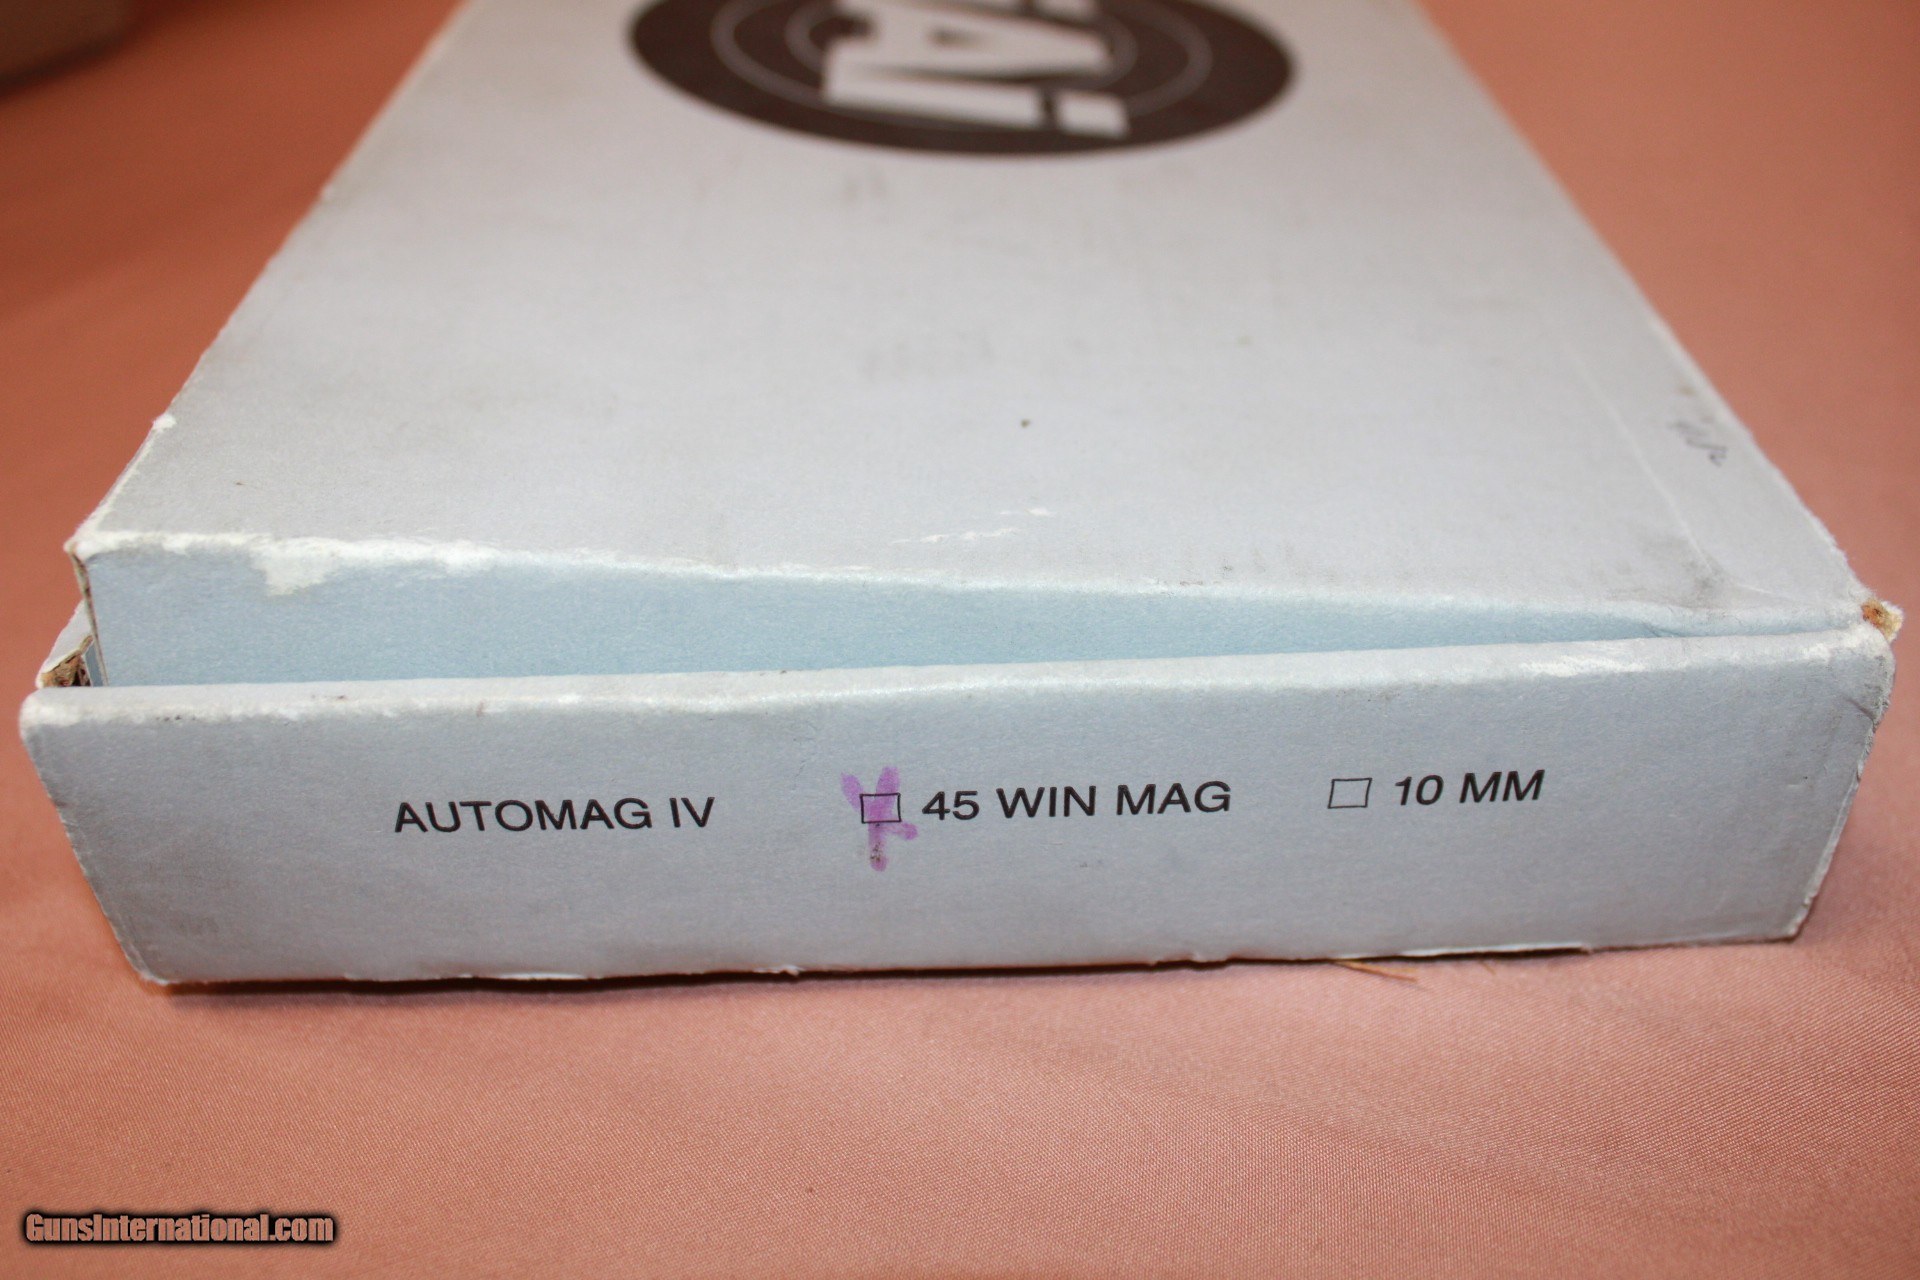 AUTOMAG IV ☐ 45 WIN MAG ☐ 10 MM
GunsInternational.com